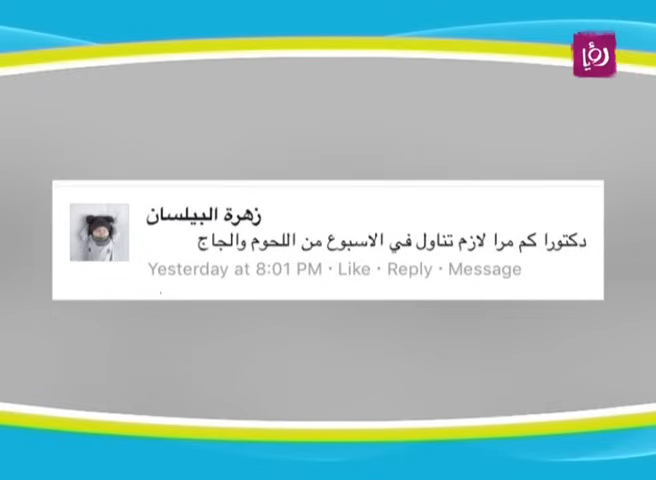 رؤيا
زهرة البيلسان
دكتورا كم مرا لازم تناول في الاسبوع من اللحوم والجاج
Yesterday at 8:01 PM · Like · Reply · Message